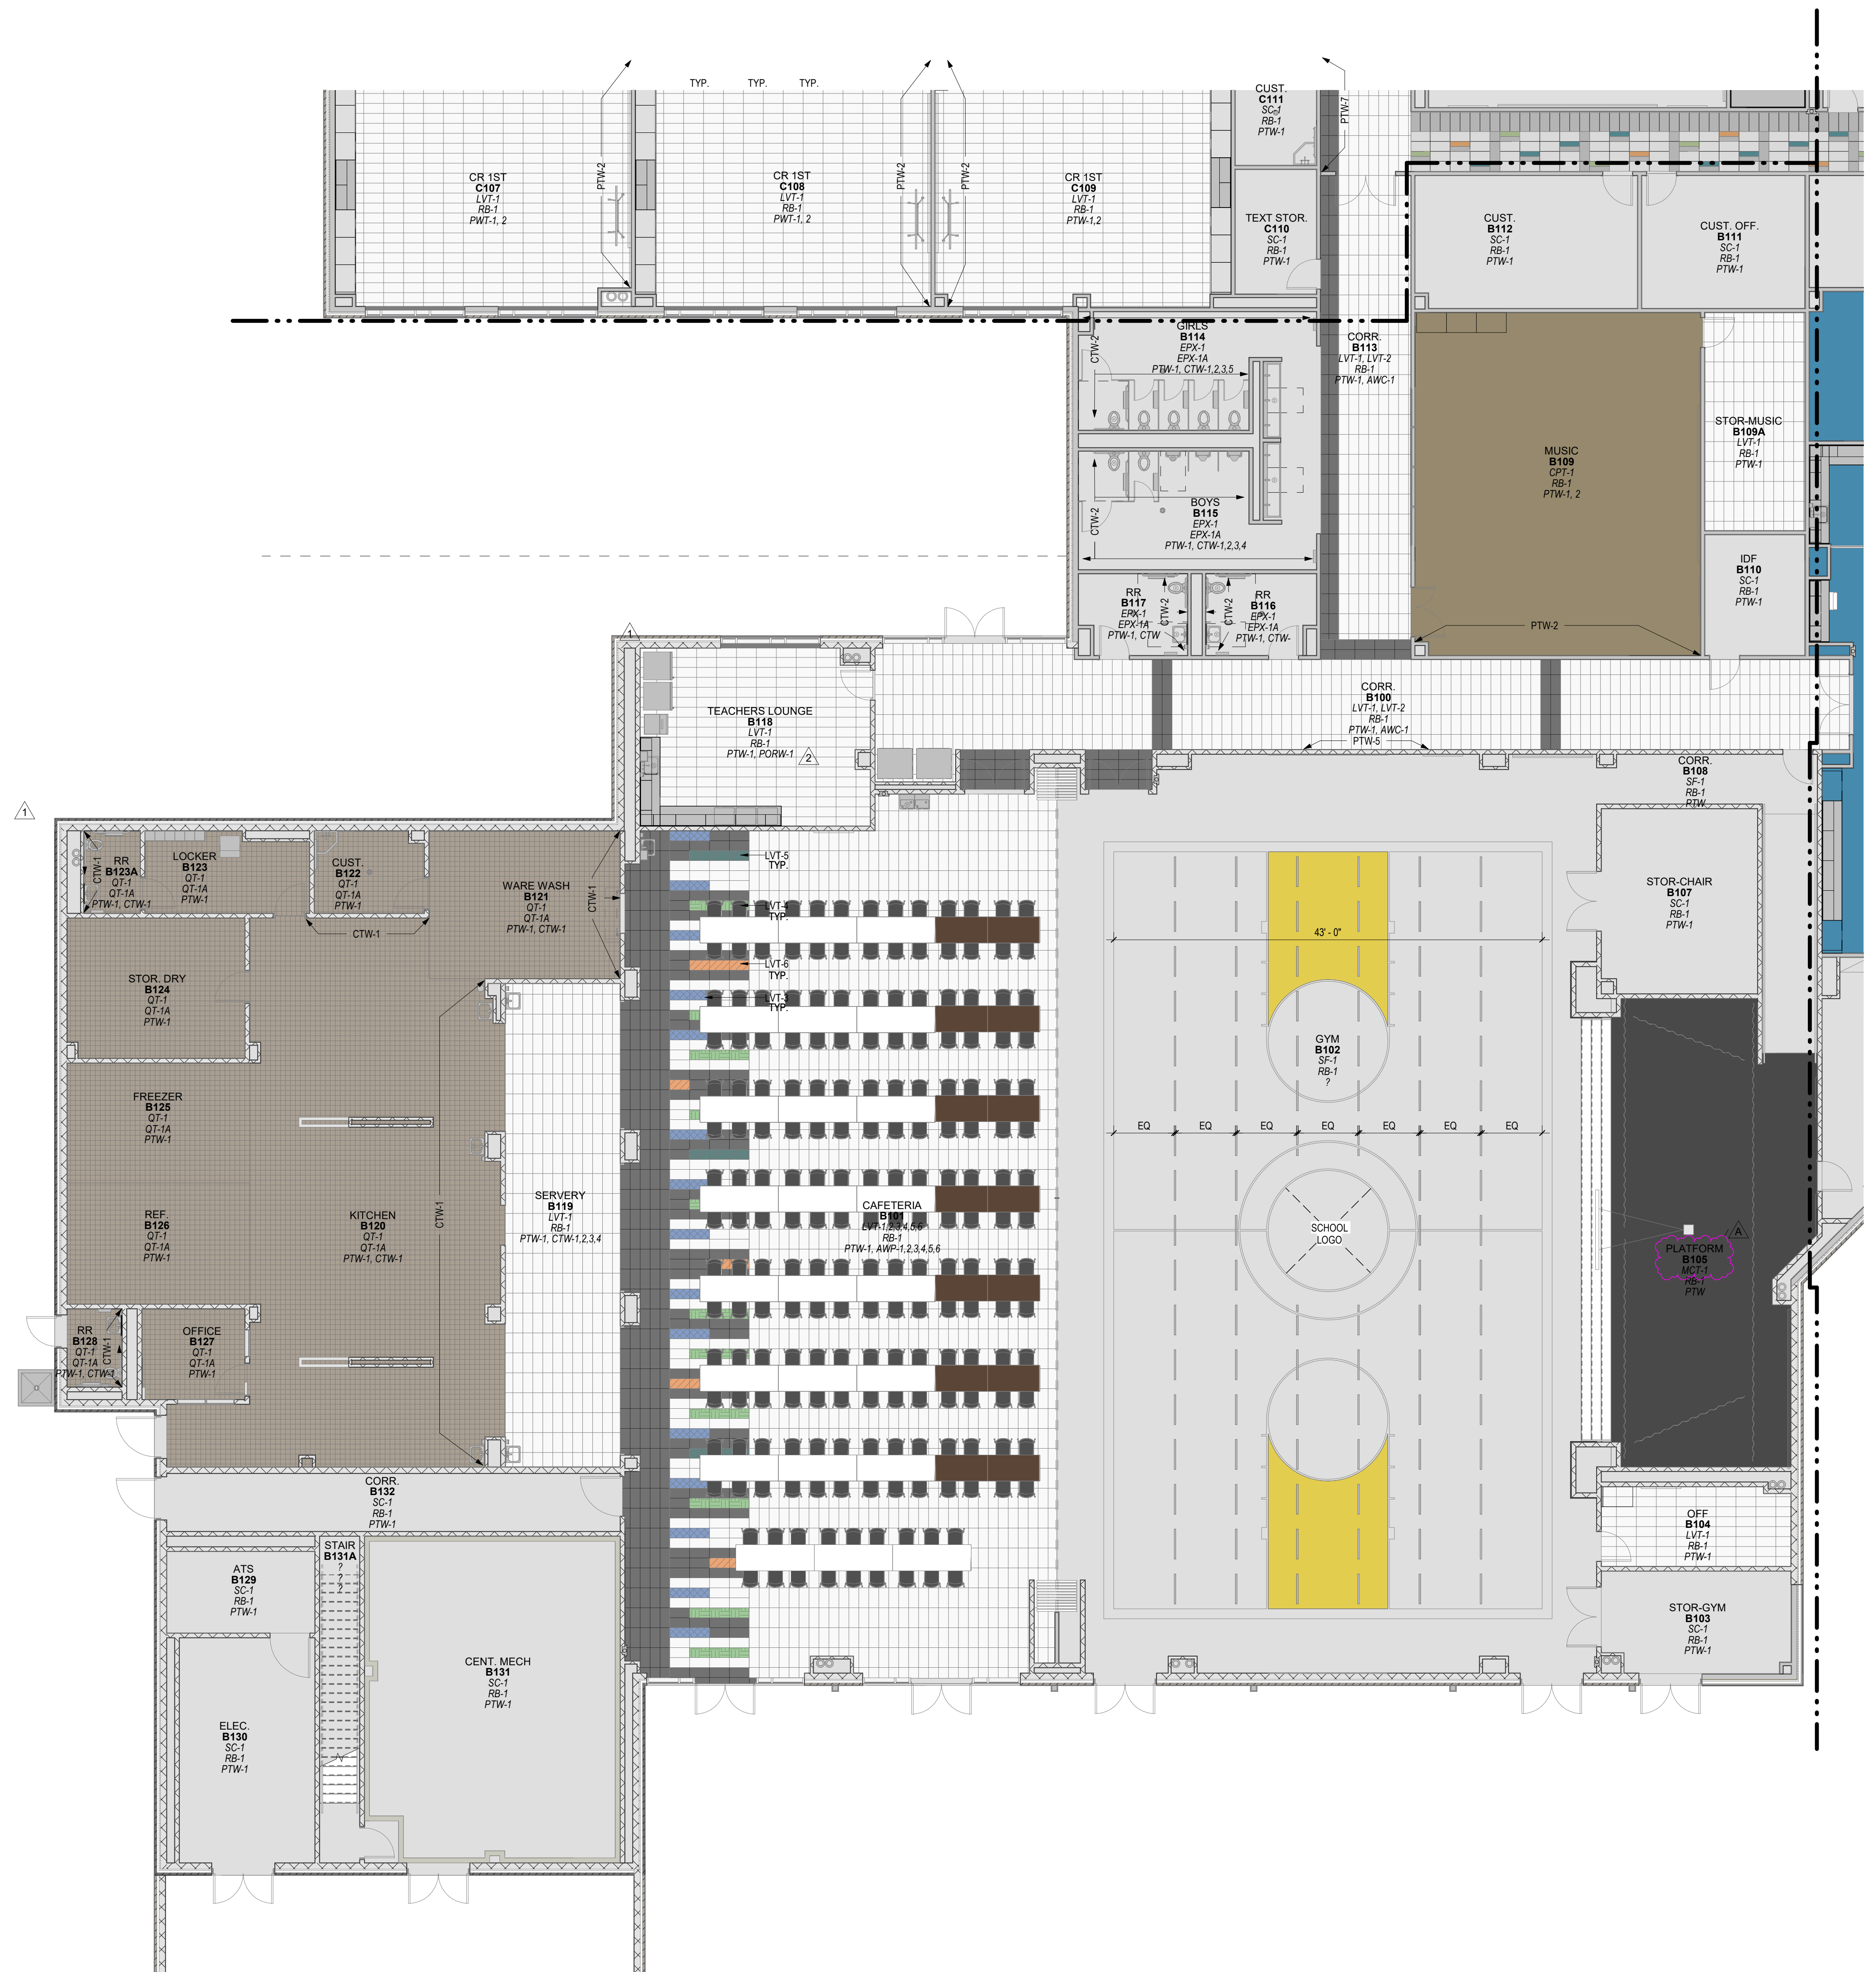 TYP.
TYP.
TYP.
CUST.
C111
SC-1
RB-1
PTW-1
PTW-7
PTW-2
PTW-2
PTW-2
CR 1ST
C107
LVT-1
RB-1
PWT-1, 2
CR 1ST
C108
LVT-1
RB-1
PWT-1, 2
CR 1ST
C109
LVT-1
RB-1
PTW-1,2
TEXT STOR.
C110
SC-1
RB-1
PTW-1
CUST.
B112
SC-1
RB-1
PTW-1
CUST. OFF.
B111
SC-1
RB-1
PTW-1
GIRLS
B114
EPX-1
EPX-1A
PTW-1, CTW-1,2,3,5
CTW-2
CORR.
B113
LVT-1, LVT-2
RB-1
PTW-1, AWC-1
MUSIC
B109
CPT-1
RB-1
PTW-1, 2
STOR-MUSIC
B109A
LVT-1
RB-1
PTW-1
BOYS
B115
EPX-1
EPX-1A
PTW-1, CTW-1,2,3,4
CTW-2
IDF
B110
SC-1
RB-1
PTW-1
RR
B117
EPX-1
EPX-1A
PTW-1, CTW
CTW-2
CTW-2
RR
B116
EPX-1
EPX-1A
PTW-1, CTW-
PTW-2
1
TEACHERS LOUNGE
B118
LVT-1
RB-1
PTW-1, PORW-1
2
CORR.
B100
LVT-1, LVT-2
RB-1
PTW-1, AWC-1
PTW-5
CORR.
B108
SF-1
RB-1
PTW
1
RR
B123A
QT-1
QT-1A
PTW-1, CTW-1
CTW-1
LOCKER
B123
QT-1
QT-1A
PTW-1
CUST.
B122
QT-1
QT-1A
PTW-1
WARE WASH
B121
QT-1
QT-1A
PTW-1, CTW-1
CTW-1
CTW-1
LVT-5
TYP.
LVT-4
TYP.
LVT-6
TYP.
LVT-3
TYP.
43' - 0"
STOR-CHAIR
B107
SC-1
RB-1
PTW-1
STOR. DRY
B124
QT-1
QT-1A
PTW-1
FREEZER
B125
QT-1
QT-1A
PTW-1
GYM
B102
SF-1
RB-1
?
EQ
EQ
EQ
EQ
EQ
EQ
EQ
REF.
B126
QT-1
QT-1A
PTW-1
KITCHEN
B120
QT-1
QT-1A
PTW-1, CTW-1
CTW-1
SERVERY
B119
LVT-1
RB-1
PTW-1, CTW-1,2,3,4
CAFETERIA
B101
LVT-1,2,3,4,5,6
RB-1
PTW-1, AWP-1,2,3,4,5,6
SCHOOL
LOGO
A
PLATFORM
B105
MCT-1
RB-1
PTW
RR
B128
QT-1
QT-1A
PTW-1, CTW-1
CTW-1
OFFICE
B127
QT-1
QT-1A
PTW-1
CORR.
B132
SC-1
RB-1
PTW-1
OFF
B104
LVT-1
RB-1
PTW-1
ATS
B129
SC-1
RB-1
PTW-1
STAIR
B131A
?
?
?
STOR-GYM
B103
SC-1
RB-1
PTW-1
CENT. MECH
B131
SC-1
RB-1
PTW-1
ELEC.
B130
SC-1
RB-1
PTW-1